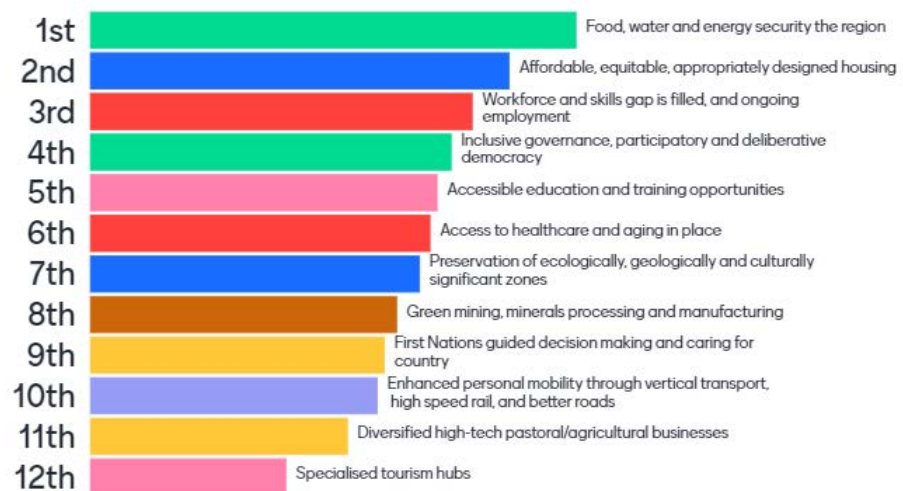 1st Food, water and energy security the region
2nd Affordable, equitable, appropriately designed housing
3rd Workforce and skills gap is filled, and ongoing
employment
4th Inclusive governance, participatory and deliberative
democracy
5th Accessible education and training opportunities
6th Access to healthcare and aging in place
7th Preservation of ecologically, geologically and culturally
significant zones
8th Green mining, minerals processing and manufacturing
9th First Nations guided decision making and caring for
country
10th Enhanced personal mobility through vertical transport,
high speed rail, and better roads
11th Diversified high-tech pastoral/agricultural businesses
12th Specialised tourism hubs